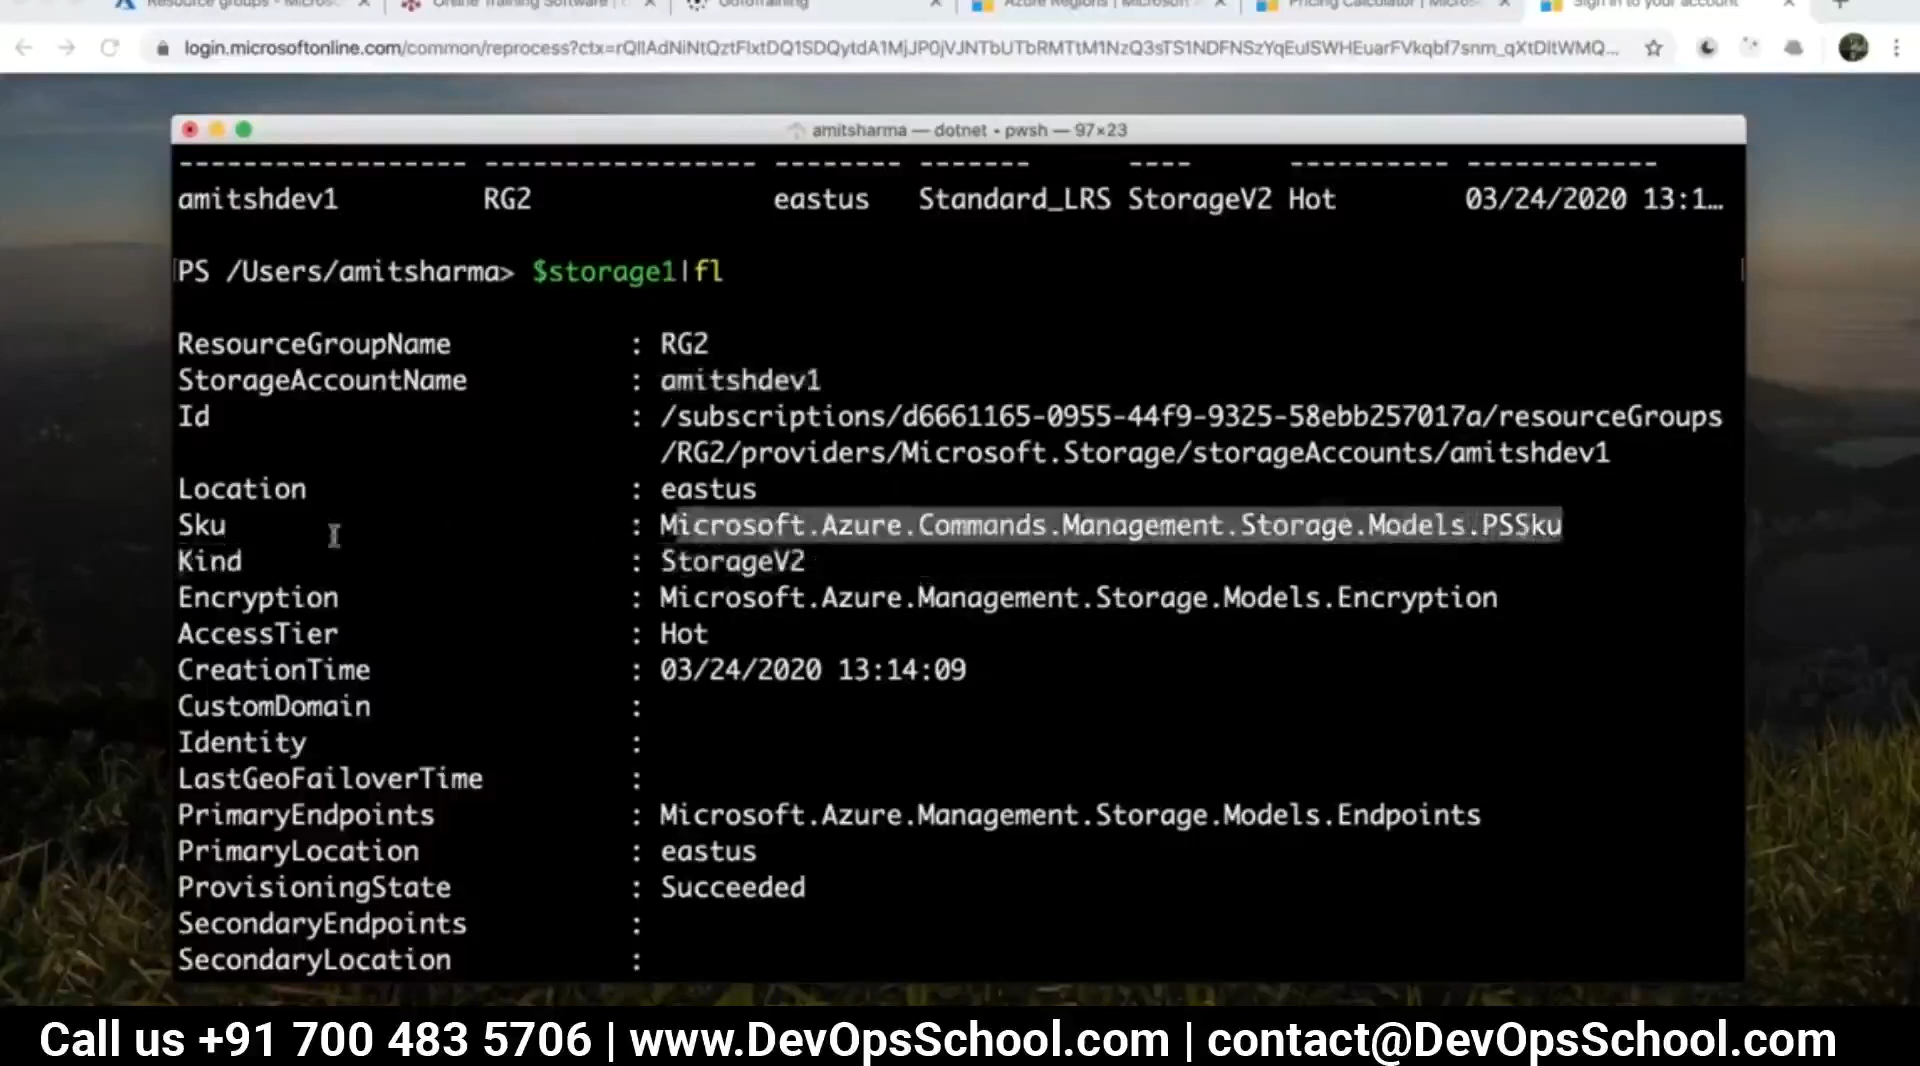 login.microsoftonline.com/common/reprocess?ctx=
amitsharma — dotnet • pwsh — 97×23
------------------ ----------------- -------- ------- ---- ---------- ------------
amitshdev1 RG2 eastus Standard_LRS StorageV2 Hot 03/24/2020 13:1…
PS /Users/amitsharma> $storage1|fl
ResourceGroupName : RG2
StorageAccountName : amitshdev1
Id : /subscriptions/d6661165-0955-44f9-9325-58ebb257017a/resourceGroups
/RG2/providers/Microsoft.Storage/storageAccounts/amitshdev1
Location : eastus
Sku : Microsoft.Azure.Commands.Management.Storage.Models.PSSku
Kind : StorageV2
Encryption : Microsoft.Azure.Management.Storage.Models.Encryption
AccessTier : Hot
CreationTime : 03/24/2020 13:14:09
CustomDomain :
Identity :
LastGeoFailoverTime :
PrimaryEndpoints : Microsoft.Azure.Management.Storage.Models.Endpoints
PrimaryLocation : eastus
ProvisioningState : Succeeded
SecondaryEndpoints :
SecondaryLocation :
Call us +91 700 483 5706 | www.DevOpsSchool.com | contact@DevOpsSchool.com